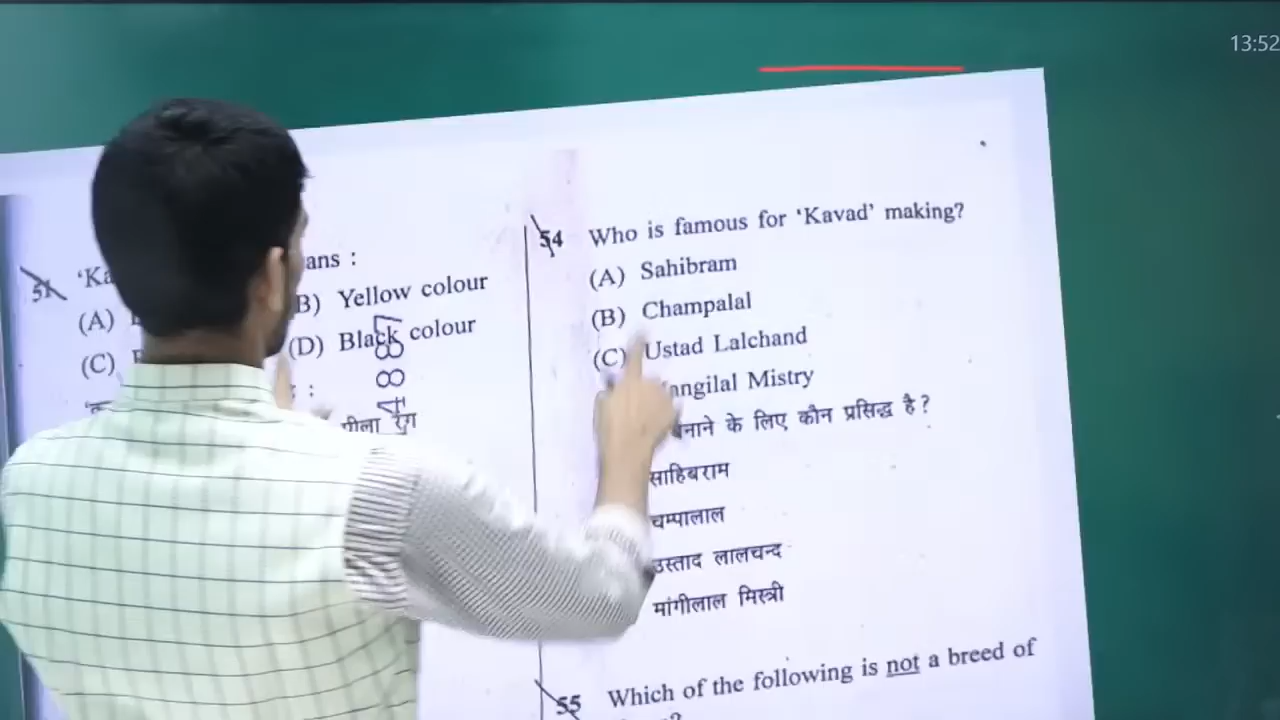 13:52
51. 'Ka ans :
(A) B) Yellow colour
(C) (D) Black colour
:
पीला रंग
4887
54 Who is famous for 'Kavad' making?
(A) Sahibram
(B) Champalal
(C) Ustad Lalchand
angilal Mistry
बनाने के लिए कौन प्रसिद्ध है?
साहिबराम
चम्पालाल
उस्ताद लालचन्द
मांगीलाल मिस्त्री
55 Which of the following is not a breed of